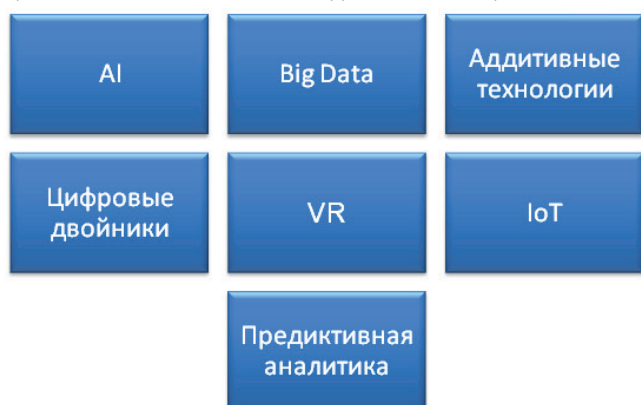 AI
Big Data
Аддитивные
технологии
Цифровые
двойники
VR
IoT
Предиктивная
аналитика